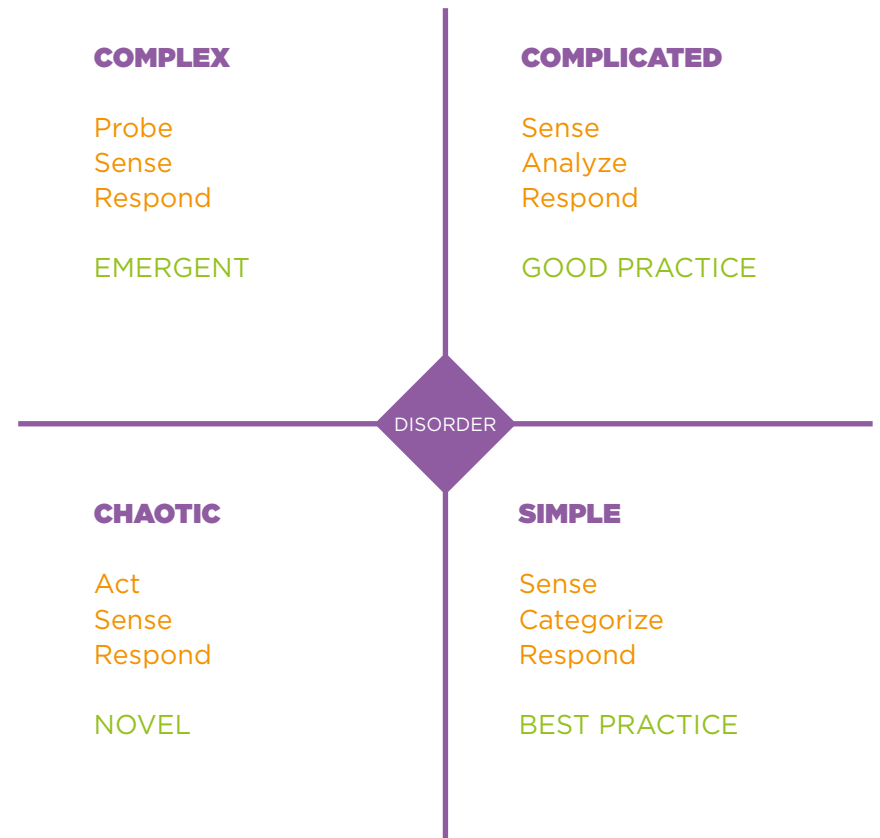 COMPLEX
Probe
Sense
Respond
EMERGENT
COMPLICATED
Sense
Analyze
Respond
GOOD PRACTICE
DISORDER
CHAOTIC
Act
Sense
Respond
NOVEL
SIMPLE
Sense
Categorize
Respond
BEST PRACTICE